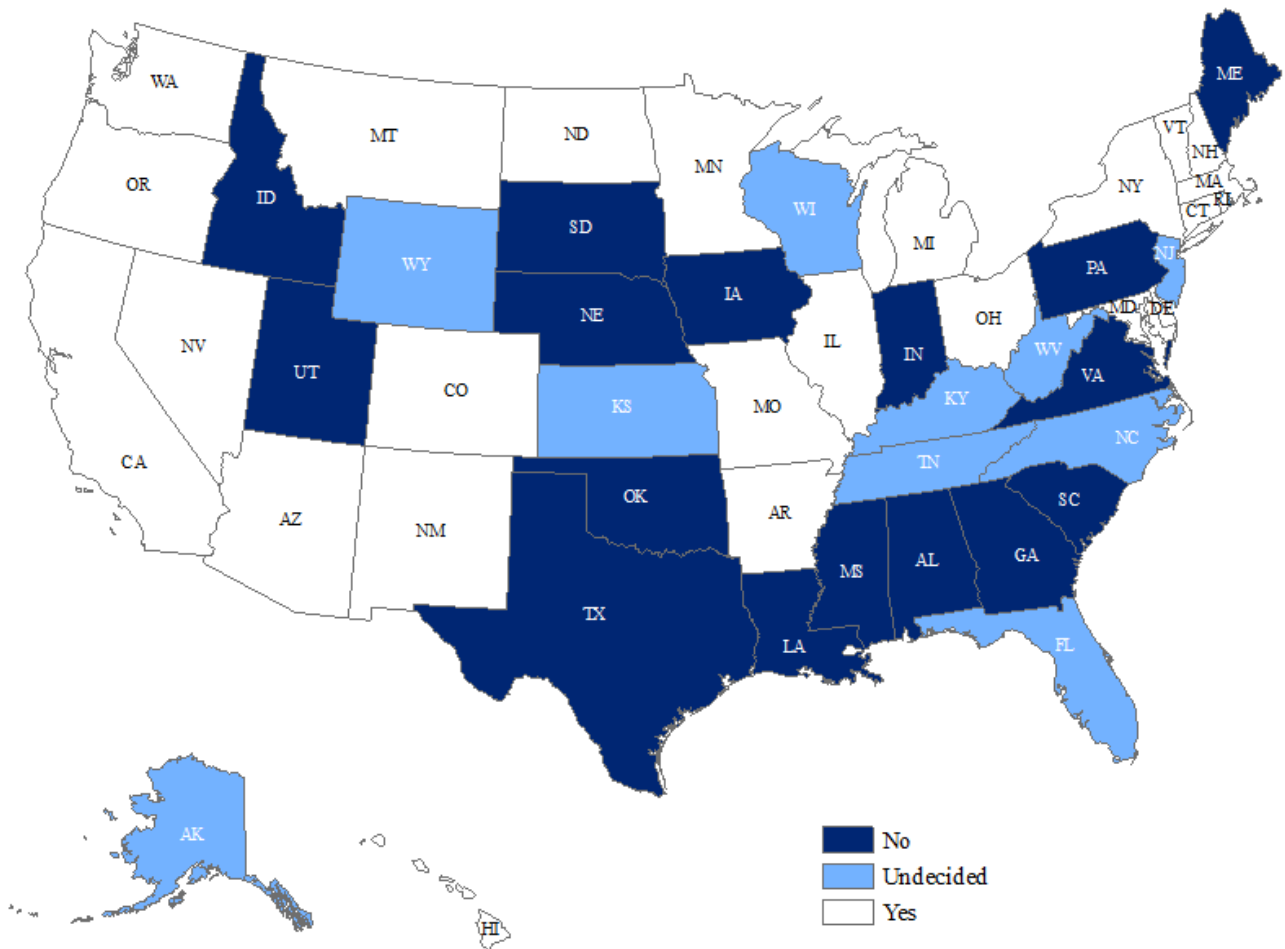 WA
MT
ND
MN
ME
VT
NH
OR
ID
SD
WI
NY
MA
RI
CT
MI
WY
IA
PA
NJ
NE
OH
MD
DE
NV
UT
CO
IL
IN
WV
VA
KS
MO
KY
CA
NC
TN
AZ
NM
OK
AR
SC
MS
AL
GA
TX
LA
FL
AK
HI
No
Undecided
Yes